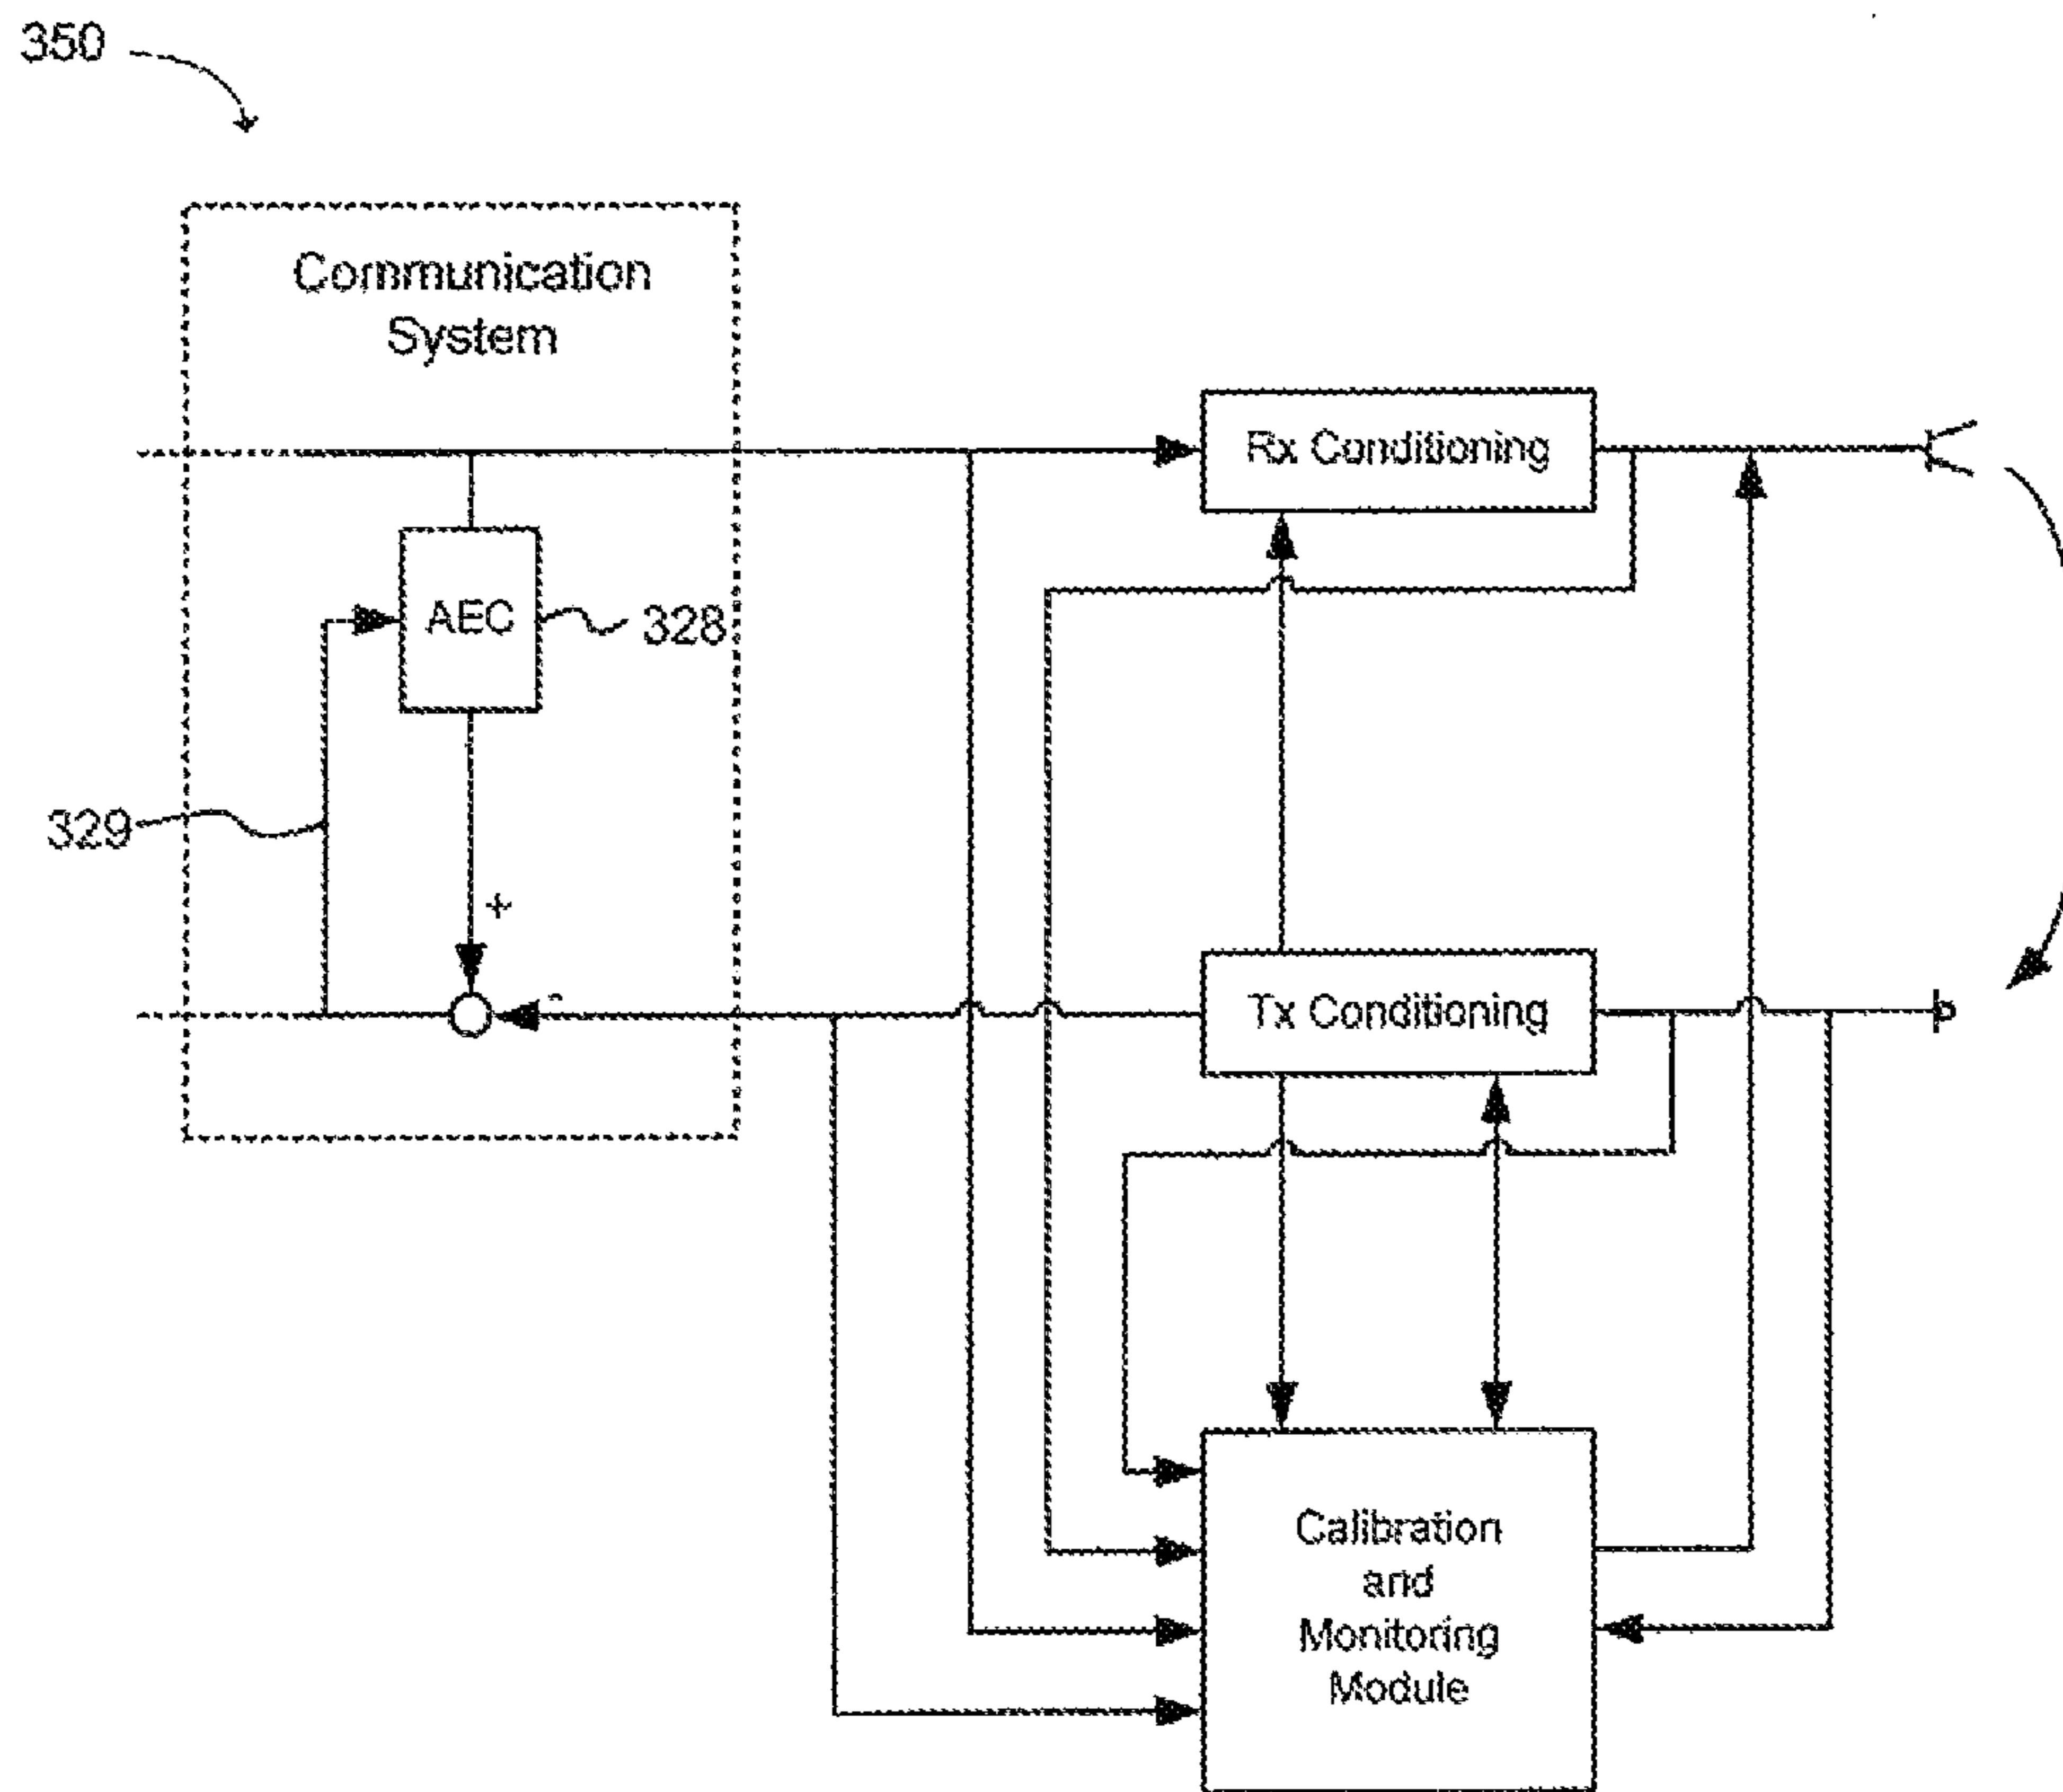 350
Communication
System
Rx Conditioning
AEC
328
329
+
-
Tx Conditioning
Calibration
and
Monitoring
Module